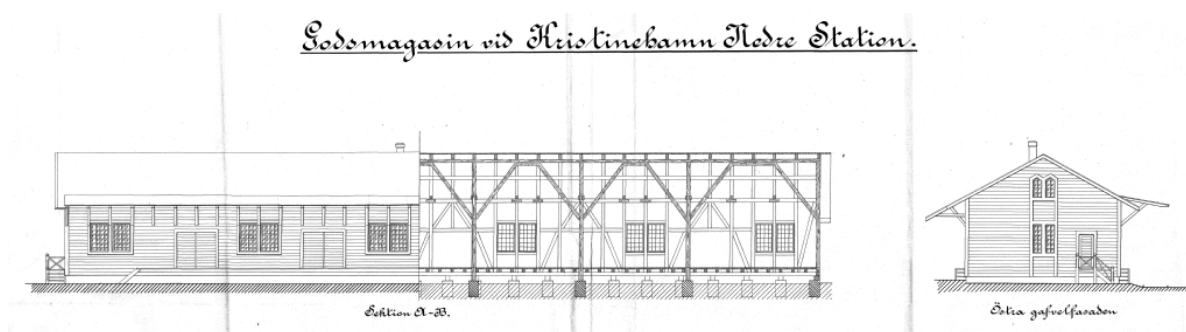 Godsmagasin vid Kristinehamn Nedre Station.
Sektion A-B.
Östra gafvelfasaden